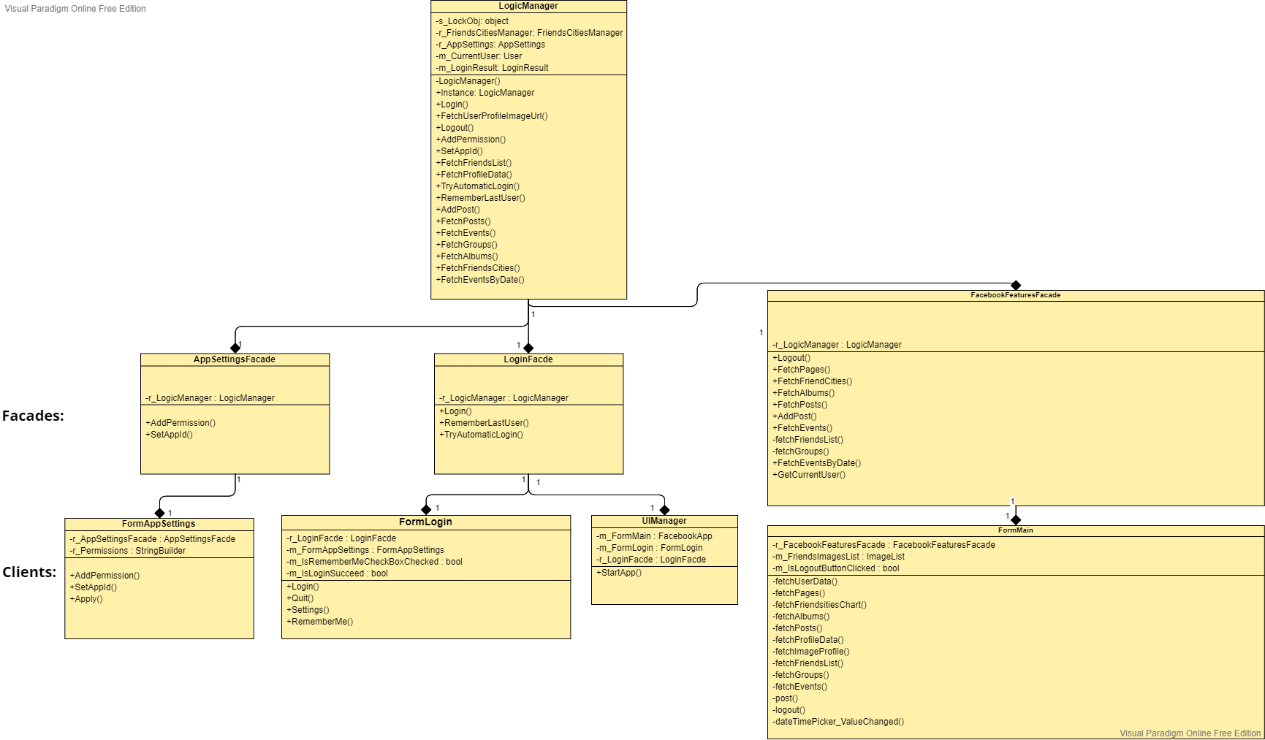 Visual Paradigm Online Free Edition
LogicManager
-s_LockObj: object
-r_FriendsCitiesManager: FriendsCitiesManager
-r_AppSettings: AppSettings
-m_CurrentUser: User
-m_LoginResult: LoginResult
-LogicManager()
+Instance: LogicManager
+Login()
+FetchUserProfileImageUrl()
+Logout()
+AddPermission()
+SetAppId()
+FetchFriendsList()
+FetchProfileData()
+TryAutomaticLogin()
+RememberLastUser()
+AddPost()
+FetchPosts()
+FetchEvents()
+FetchGroups()
+FetchAlbums()
+FetchFriendsCities()
+FetchEventsByDate()
1
1
1
1
Facades:
AppSettingsFacade
-r_LogicManager : LogicManager
+AddPermission()
+SetAppId()
LoginFacde
-r_LogicManager : LogicManager
+Login()
+RememberLastUser()
+TryAutomaticLogin()
FacebookFeaturesFacade
-r_LogicManager : LogicManager
+Logout()
+FetchPages()
+FetchFriendCities()
+FetchAlbums()
+FetchPosts()
+AddPost()
+FetchEvents()
-fetchFriendsList()
-fetchGroups()
+FetchEventsByDate()
+GetCurrentUser()
1
1
1
1
1
1
1
1
Clients:
FormAppSettings
-r_AppSettingsFacade : AppSettingsFacde
-r_Permissions : StringBuilder
+AddPermission()
+SetAppId()
+Apply()
FormLogin
-r_LoginFacde : LoginFacde
-m_FormAppSettings : FormAppSettings
-m_IsRememberMeCheckBoxChecked : bool
-m_IsLoginSucceed : bool
+Login()
+Quit()
+Settings()
+RememberMe()
UIManager
-m_FormMain : FacebookApp
-m_FormLogin : FormLogin
-r_LoginFacde : LoginFacde
+StartApp()
FormMain
-r_FacebookFeaturesFacade : FacebookFeaturesFacade
-m_FriendsImagesList : ImageList
-m_IsLogoutButtonClicked : bool
-fetchUserData()
-fetchPages()
-fetchFriendsitiesChart()
-fetchAlbums()
-fetchPosts()
-fetchProfileData()
-fetchImageProfile()
-fetchFriendsList()
-fetchGroups()
-fetchEvents()
-post()
-logout()
-dateTimePicker_ValueChanged()
Visual Paradigm Online Free Edition